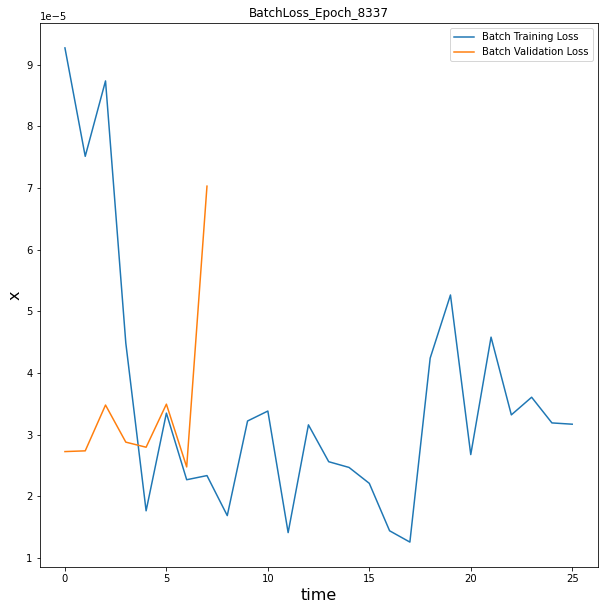 BatchLoss_Epoch_8337
1e−5
Batch Training Loss
Batch Validation Loss
9
8
7
6
5
4
3
2
1
x
0 5 10 15 20 25
time